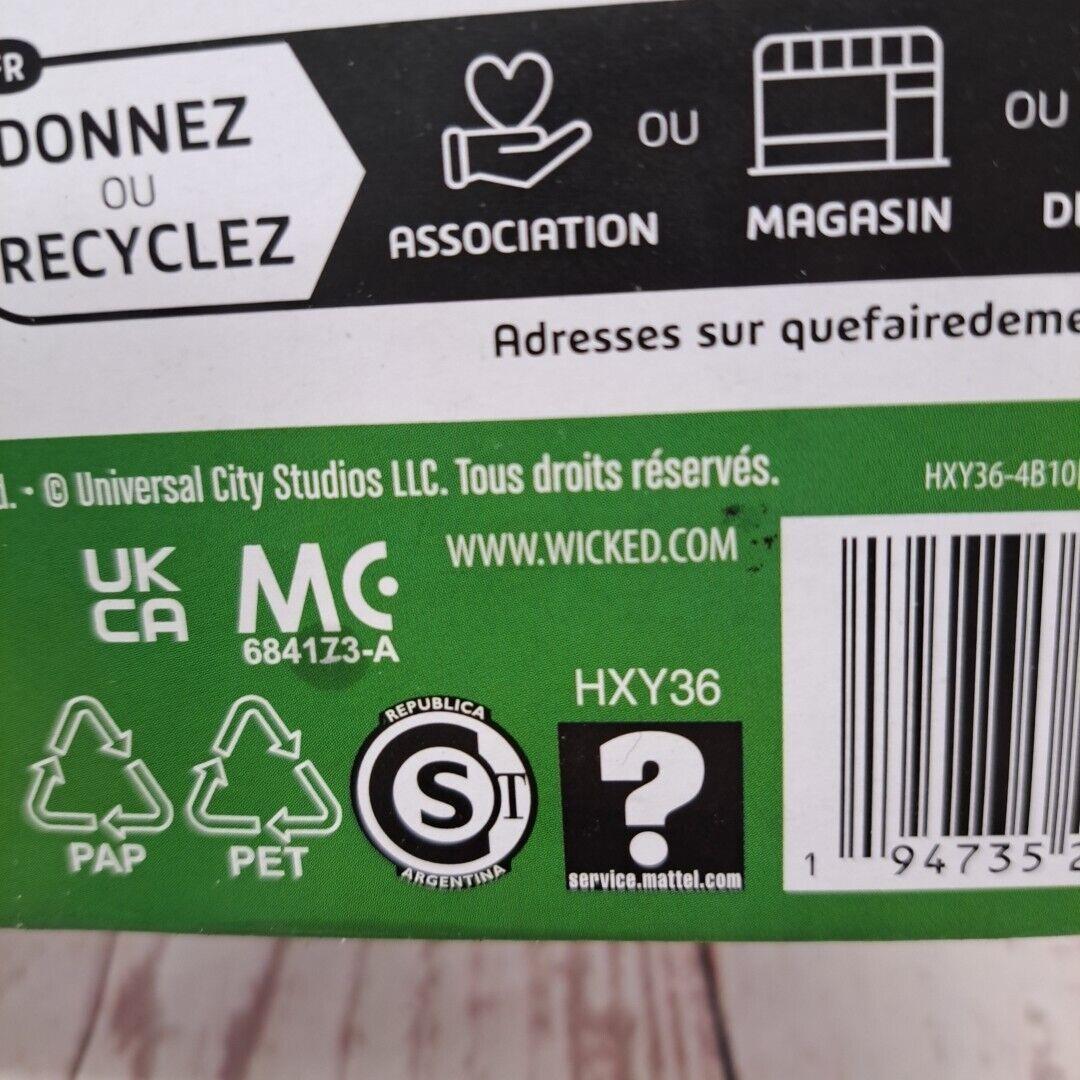 FR
DONNEZ
OU
RECYCLEZ
ASSOCIATION
OU
MAGASIN
OU
Adresses sur quefairedeme
d. • © Universal City Studios LLC. Tous droits réservés.
HXY36-4B10
UK
CA
MC
684173-A
WWW.WICKED.COM
PAP
PET
REPUBLICA
S
T
ARGENTINA
HXY36
?
service.mattel.com
1 94735 2